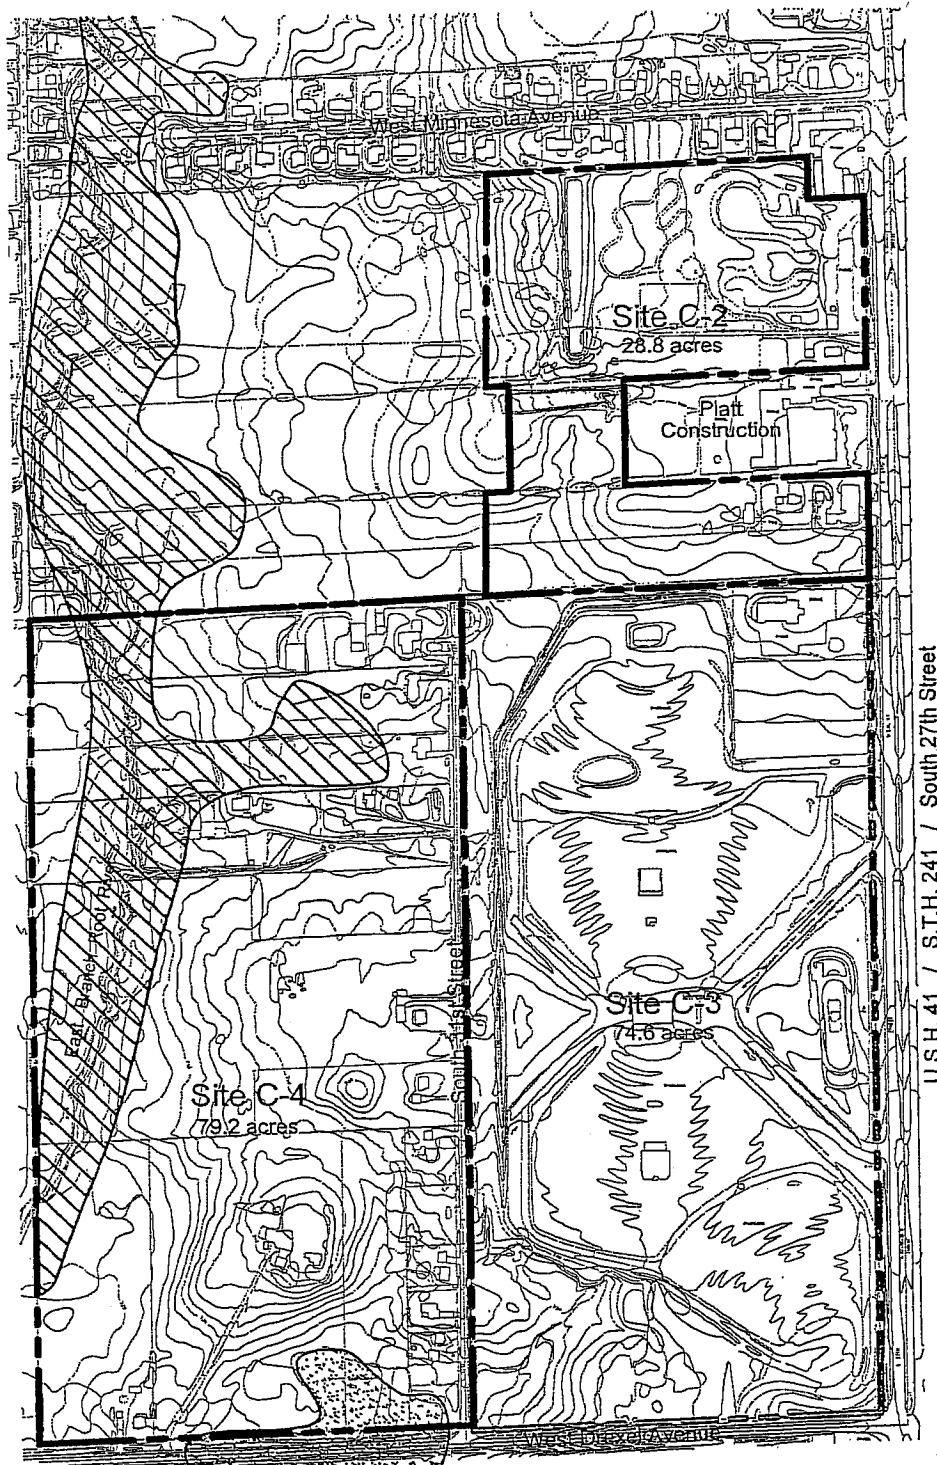 West Minnesota Avenue
Site C-2
28.8 acres
Platt
Construction
U.S.H. 41 / S.T.H. 241 / South 27th Street
East Branch Root River
South 31st Street
Site C-3
74.6 acres
Site C-4
79.2 acres
West Drexel Avenue